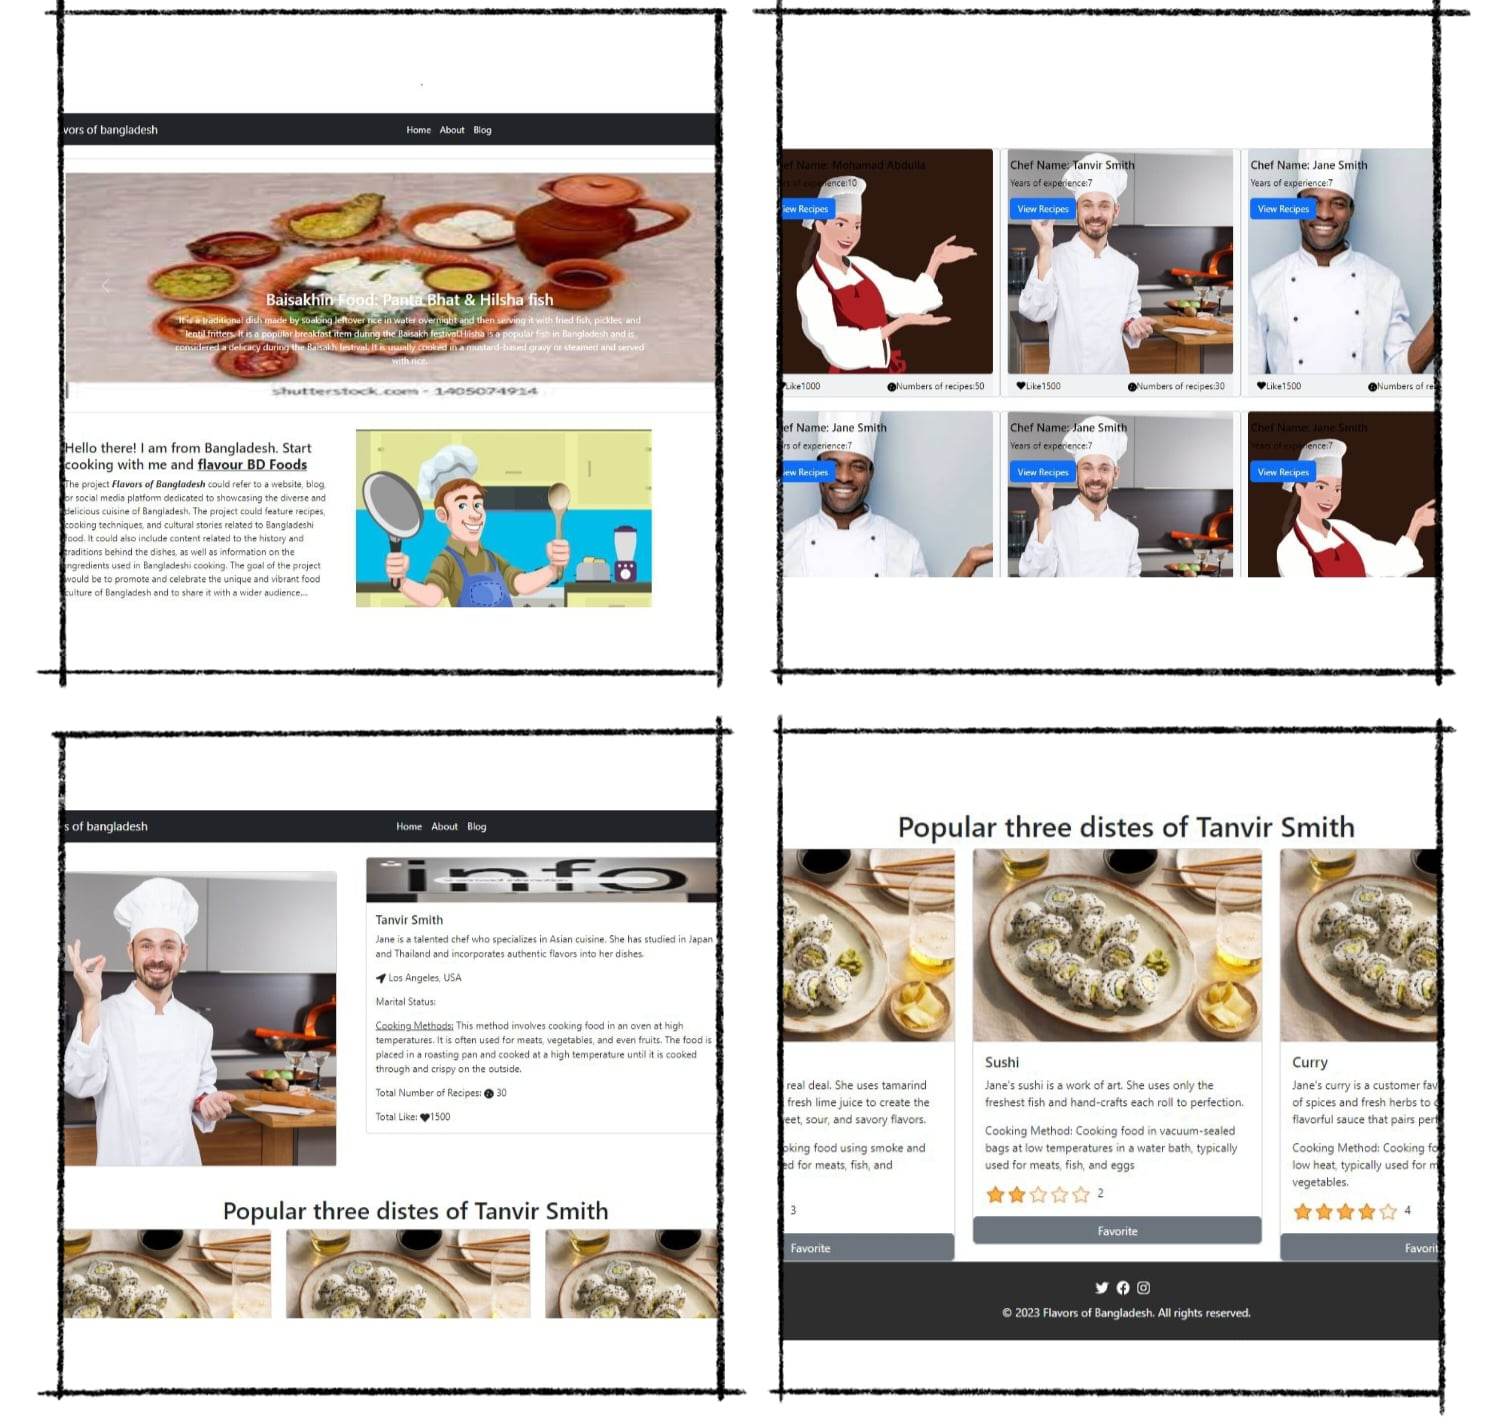 vors of bangladesh
Home About Blog
Baisakhin Food: Panta Bhat & Hilsha fish
It is a traditional dish made by soaking leftover rice in water overnight and then serving it with fried fish, pickles, and
lentil fritters. It is a popular breakfast item during the Baisakh festival.Hilsha is a popular fish in Bangladesh and is
considered a delicacy during the Baisakh festival. It is usually cooked in a mustard-based gravy or steamed and served
with rice.
shutterstock.com - 1405074914
Hello there! I am from Bangladesh. Start
cooking with me and flavour BD Foods
The project Flavors of Bangladesh could refer to a website, blog,
or social media platform dedicated to showcasing the diverse and
delicious cuisine of Bangladesh. The project could feature recipes,
cooking techniques, and cultural stories related to Bangladeshi
food. It could also include content related to the history and
traditions behind the dishes, as well as information on the
ingredients used in Bangladeshi cooking. The goal of the project
would be to promote and celebrate the unique and vibrant food
culture of Bangladesh and to share it with a wider audience...
ef Name: Mohamad Abdulla
rs of experience:10
iew Recipes
Like1000
Numbers of recipes:50
Chef Name: Tanvir Smith
Years of experience:7
View Recipes
Like1500
Numbers of recipes:30
Chef Name: Jane Smith
Years of experience:7
View Recipes
Like1500
Numbers of re
ef Name: Jane Smith
rs of experience:7
iew Recipes
Chef Name: Jane Smith
Years of experience:7
View Recipes
Chef Name: Jane Smith
Years of experience:7
View Recipes
s of bangladesh
Home About Blog
info
Tanvir Smith
Jane is a talented chef who specializes in Asian cuisine. She has studied in Japan
and Thailand and incorporates authentic flavors into her dishes.
Los Angeles, USA
Marital Status:
Cooking Methods: This method involves cooking food in an oven at high
temperatures. It is often used for meats, vegetables, and even fruits. The food is
placed in a roasting pan and cooked at a high temperature until it is cooked
through and crispy on the outside.
Total Number of Recipes: 30
Total Like: 1500
Popular three distes of Tanvir Smith
Popular three distes of Tanvir Smith
real deal. She uses tamarind
fresh lime juice to create the
eet, sour, and savory flavors.
oking food using smoke and
ed for meats, fish, and
3
Favorite
Sushi
Jane's sushi is a work of art. She uses only the
freshest fish and hand-crafts each roll to perfection.
Cooking Method: Cooking food in vacuum-sealed
bags at low temperatures in a water bath, typically
used for meats, fish, and eggs
2
Favorite
Curry
Jane's curry is a customer fav
of spices and fresh herbs to
flavorful sauce that pairs per
Cooking Method: Cooking fo
low heat, typically used for m
vegetables.
4
Favorit
© 2023 Flavors of Bangladesh. All rights reserved.